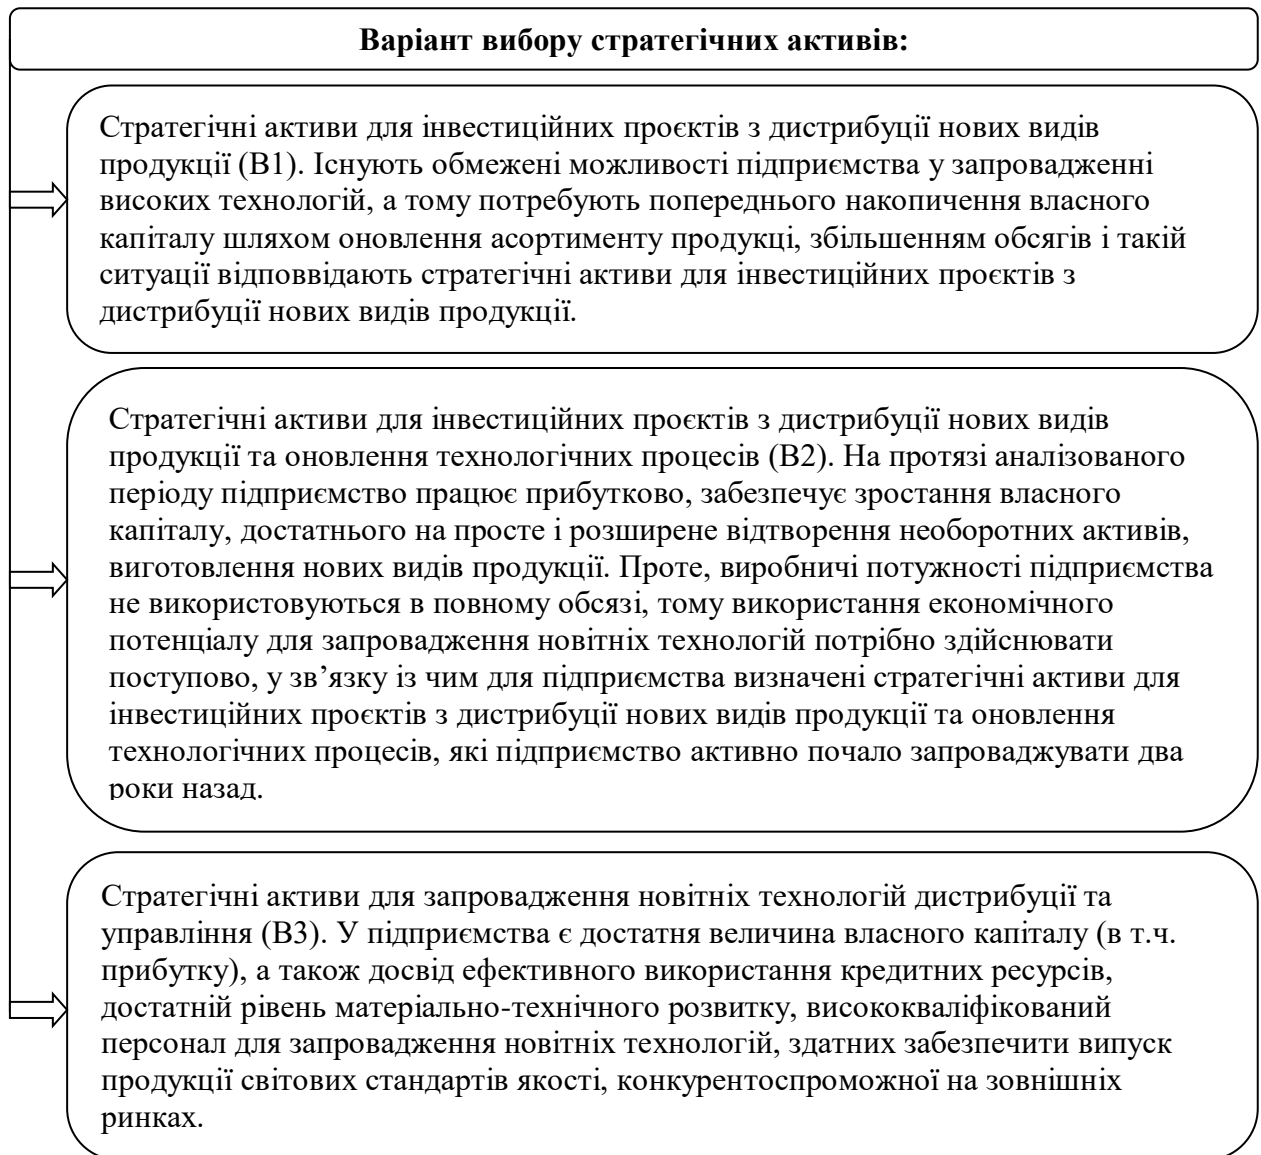 Варіант вибору стратегічних активів:
Стратегічні активи для інвестиційних проєктів з дистрибуції нових видів
продукції (В1). Існують обмежені можливості підприємства у запровадженні
високих технологій, а тому потребують попереднього накопичення власного
капіталу шляхом оновлення асортименту продукці, збільшенням обсягів і такій
ситуації відповвідають стратегічні активи для інвестиційних проєктів з
дистрибуції нових видів продукції.
Стратегічні активи для інвестиційних проєктів з дистрибуції нових видів
продукції та оновлення технологічних процесів (В2). На протязі аналізованого
періоду підприємство працює прибутково, забезпечує зростання власного
капіталу, достатнього на просте і розширене відтворення необоротних активів,
виготовлення нових видів продукції. Проте, виробничі потужності підприємства
не використовуються в повному обсязі, тому використання економічного
потенціалу для запровадження новітніх технологій потрібно здійснювати
поступово, у зв’язку із чим для підприємства визначені стратегічні активи для
інвестиційних проєктів з дистрибуції нових видів продукції та оновлення
технологічних процесів, які підприємство активно почало запроваджувати два
роки назад.
Стратегічні активи для запровадження новітніх технологій дистрибуції та
управління (В3). У підприємства є достатня величина власного капіталу (в т.ч.
прибутку), а також досвід ефективного використання кредитних ресурсів,
достатній рівень матеріально-технічного розвитку, висококваліфікований
персонал для запровадження новітніх технологій, здатних забезпечити випуск
продукції світових стандартів якості, конкурентоспроможної на зовнішніх
ринках.